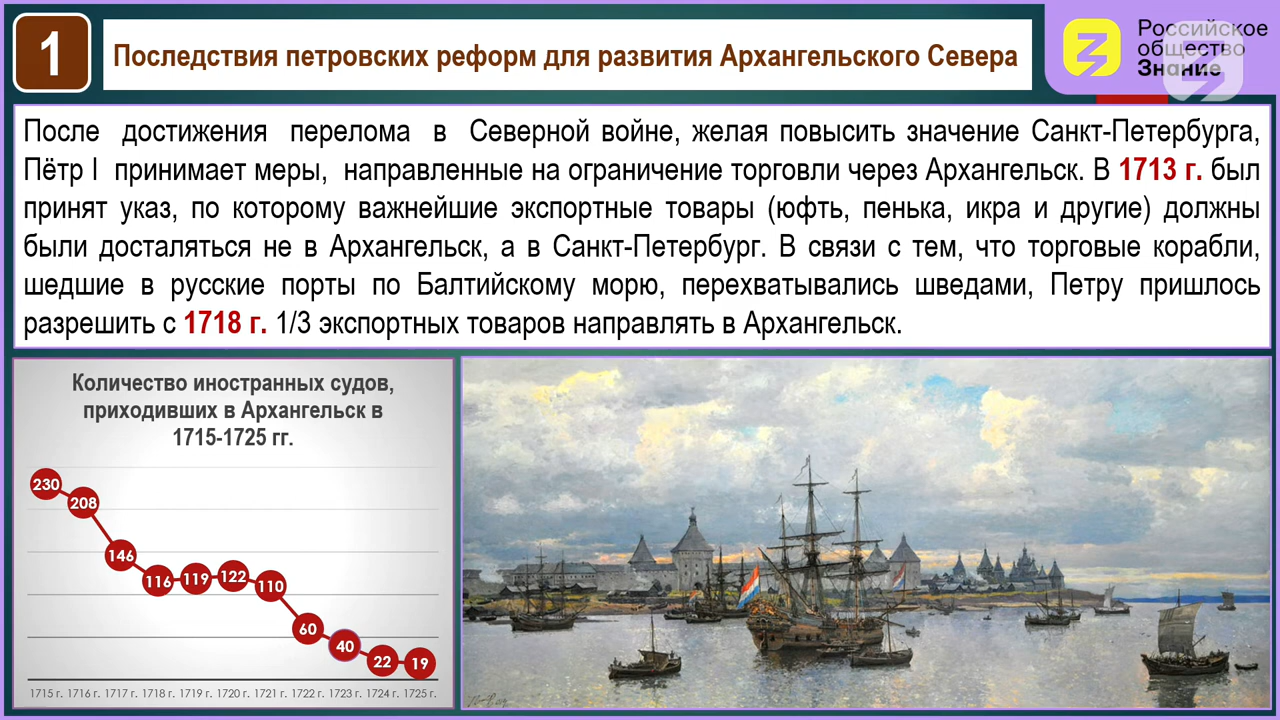 1
Последствия петровских реформ для развития Архангельского Севера
Российское
общество
Знание
После достижения перелома в Северной войне, желая повысить значение Санкт-Петербурга,
Пётр I принимает меры, направленные на ограничение торговли через Архангельск. В 1713 г. был
принят указ, по которому важнейшие экспортные товары (юфть, пенька, икра и другие) должны
были досталяться не в Архангельск, а в Санкт-Петербург. В связи с тем, что торговые корабли,
шедшие в русские порты по Балтийскому морю, перехватывались шведами, Петру пришлось
разрешить с 1718 г. 1/3 экспортных товаров направлять в Архангельск.
Количество иностранных судов,
приходивших в Архангельск в
1715-1725 гг.
230
208
146
116
119
122
110
60
40
22
19
1715 г. 1716 г. 1717 г. 1718 г. 1719 г. 1720 г. 1721 г. 1722 г. 1723 г. 1724 г. 1725 г.